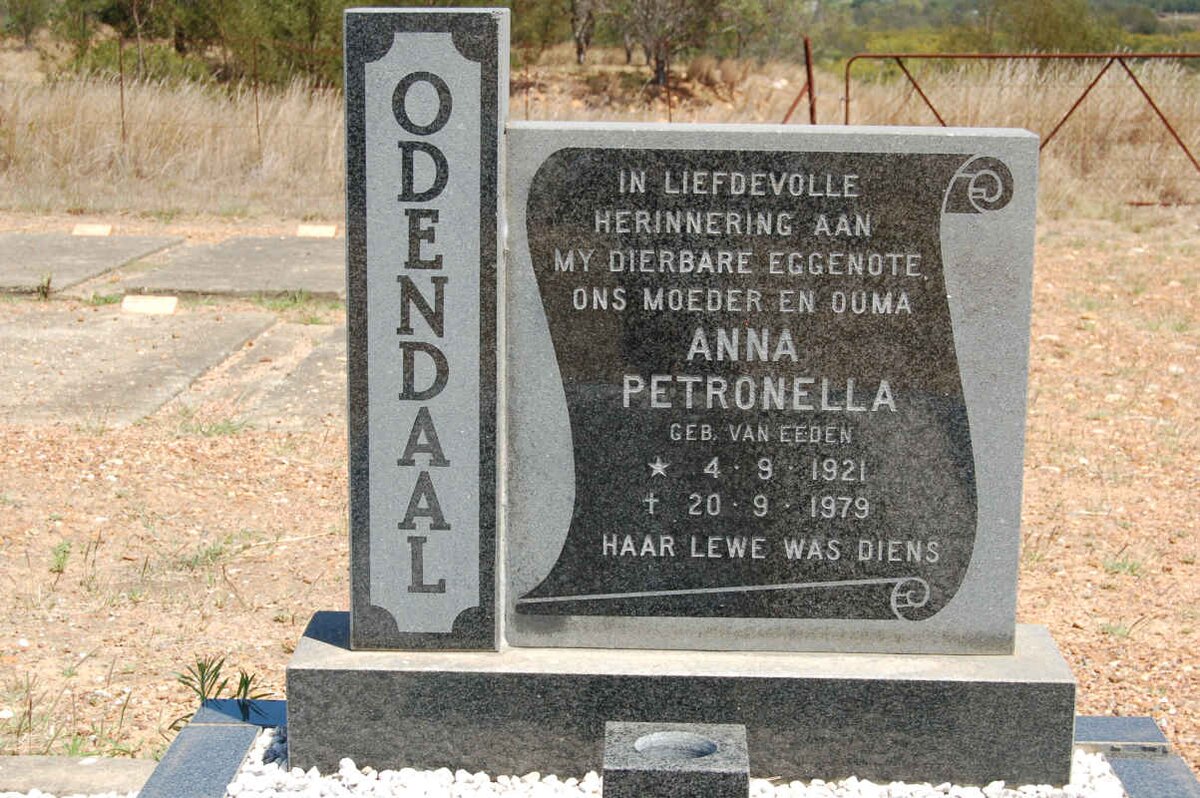 ODENDAAL
IN LIEFDEVOLLE
HERINNERING AAN
MY DIERBARE EGGENOTE,
ONS MOEDER EN OUMA
ANNA
PETRONELLA
GEB. VAN EEDEN
★ 4·9·1921
✝ 20·9·1979
HAAR LEWE WAS DIENS